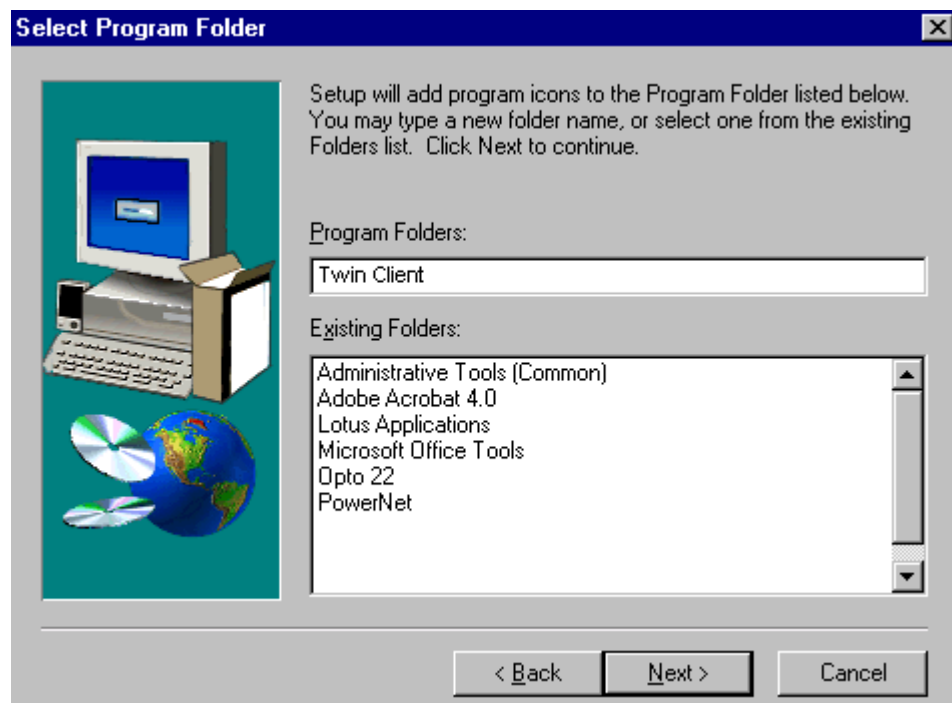 Select Program Folder
Setup will add program icons to the Program Folder listed below.
You may type a new folder name, or select one from the existing
Folders list.  Click Next to continue.
Program Folders:
Twin Client
Existing Folders:
Administrative Tools (Common)
Adobe Acrobat 4.0
Lotus Applications
Microsoft Office Tools
Opto 22
PowerNet
< Back
Next >
Cancel